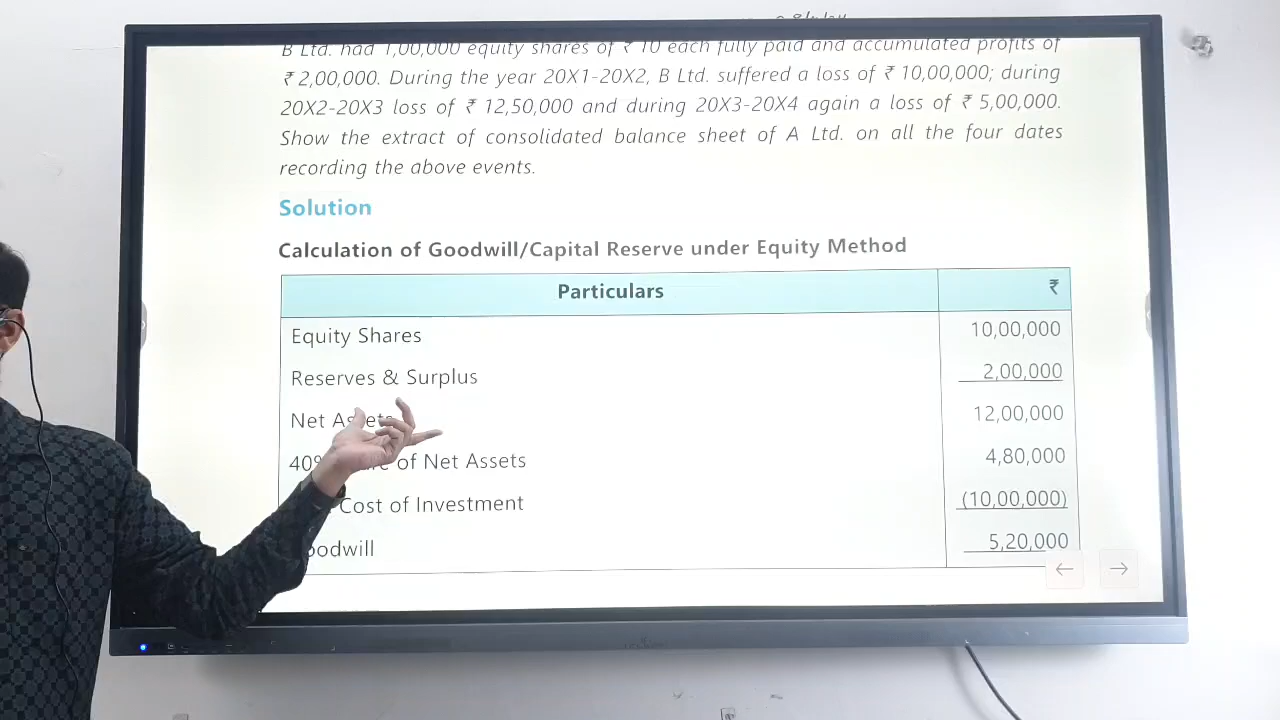 B Ltd. had 1,00,000 equity shares of ₹ 10 each fully paid and accumulated profits of
₹ 2,00,000. During the year 20X1-20X2, B Ltd. suffered a loss of ₹ 10,00,000; during
20X2-20X3 loss of ₹ 12,50,000 and during 20X3-20X4 again a loss of ₹ 5,00,000.
Show the extract of consolidated balance sheet of A Ltd. on all the four dates
recording the above events.
Solution
Calculation of Goodwill/Capital Reserve under Equity Method
Particulars ₹
Equity Shares 10,00,000
Reserves & Surplus 2,00,000
Net Assets 12,00,000
40% of Net Assets 4,80,000
Cost of Investment (10,00,000)
oodwill 5,20,000